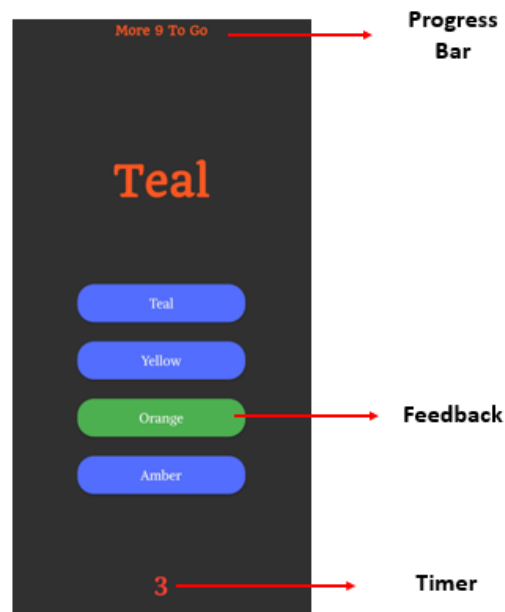 More 9 To Go
Progress
Bar
Teal
Teal
Yellow
Orange
Feedback
Amber
3
Timer